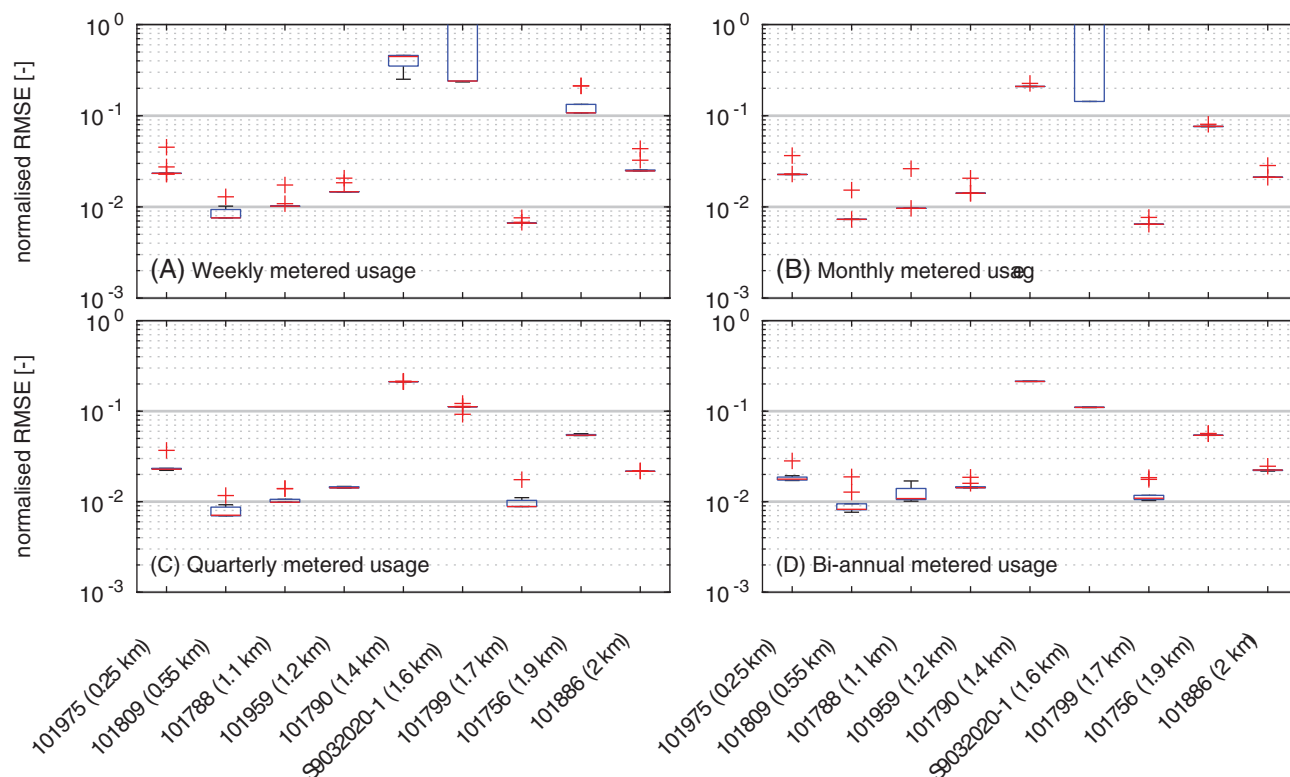 normalised RMSE [-]
10^0
10^-1
10^-2
10^-3
(A) Weekly metered usage
10^0
10^-1
10^-2
10^-3
(B) Monthly metered usaeg
normalised RMSE [-]
10^0
10^-1
10^-2
10^-3
(C) Quarterly metered usage
10^0
10^-1
10^-2
10^-3
(D) Bi-annual metered usage
101975 (0.25 km)
101809 (0.55 km)
101788 (1.1 km)
101959 (1.2 km)
101790 (1.4 km)
S9032020-1 (1.6 km)
101799 (1.7 km)
101756 (1.9 km)
101886 (2 km)
101975 (0.25 km)
101809 (0.55 km)
101788 (1.1 km)
101959 (1.2 km)
101790 (1.4 km)
S9032020-1 (1.6 km)
101799 (1.7 km)
101756 (1.9 km)
101886 (2 km)